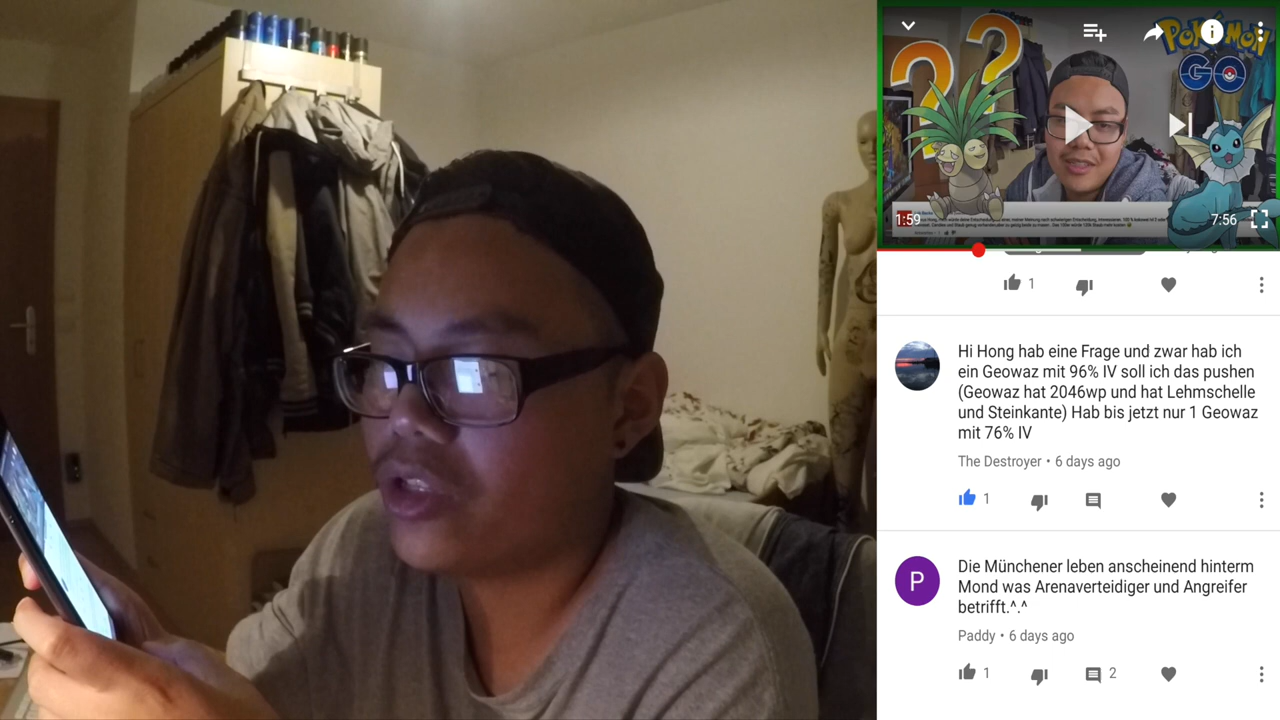 POKÉMON
GO
1:59
7:56
1
Hi Hong hab eine Frage und zwar hab ich
ein Geowaz mit 96% IV soll ich das pushen
(Geowaz hat 2046wp und hat Lehmschelle
und Steinkante) Hab bis jetzt nur 1 Geowaz
mit 76% IV
The Destroyer • 6 days ago
1
P
Die Münchener leben anscheinend hinterm
Mond was Arenaverteidiger und Angreifer
betrifft.^.^
Paddy • 6 days ago
1
2